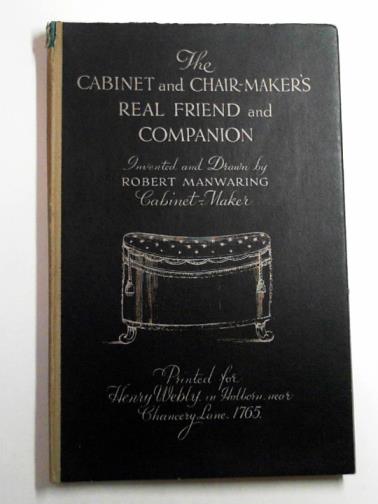 The
CABINET and CHAIR-MAKER'S
REAL FRIEND and
COMPANION
Invented and Drawn by
ROBERT MANWARING
Cabinet-Maker
Printed for
Henry Webly, in Holborn, near
Chancery Lane. 1765.